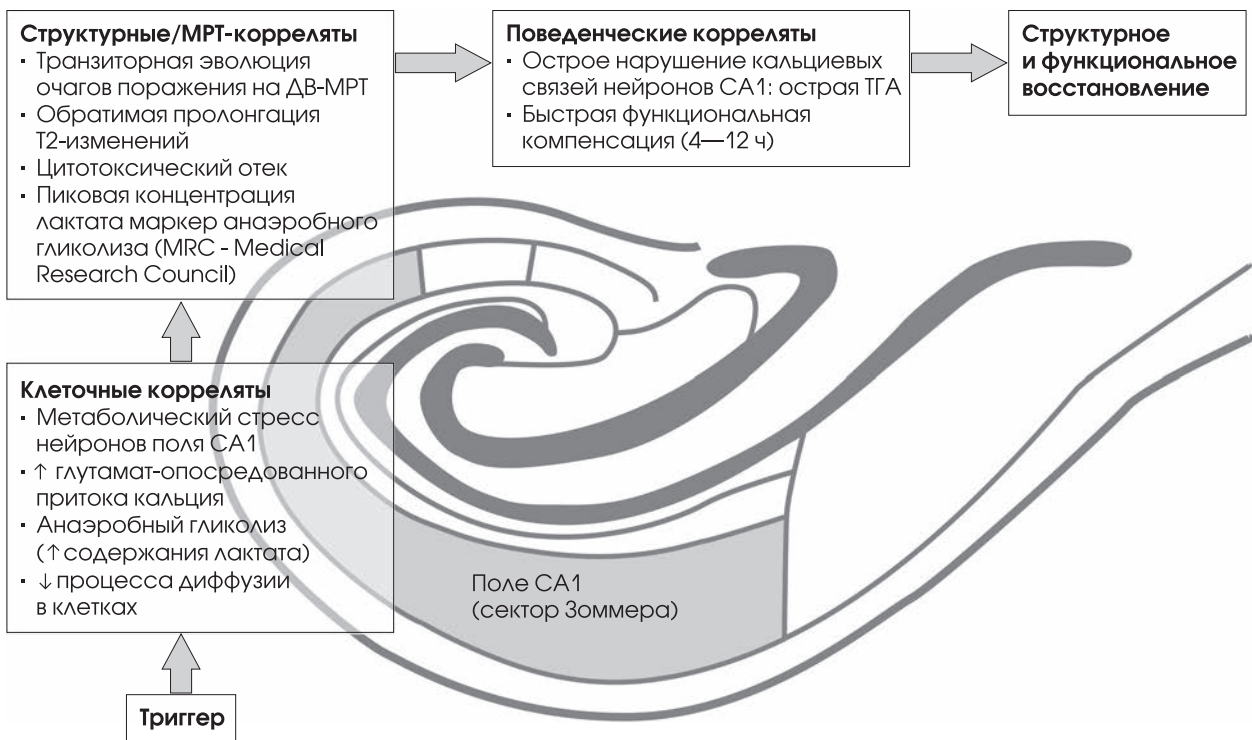 Структурные/МРТ-корреляты
· Транзиторная эволюция
очагов поражения на ДВ-МРТ
· Обратимая пролонгация
Т2-изменений
· Цитотоксический отек
· Пиковая концентрация
лактата маркер анаэробного
гликолиза (MRC - Medical
Research Council)
Поведенческие корреляты
· Острое нарушение кальциевых
связей нейронов СА1: острая ТГА
· Быстрая функциональная
компенсация (4—12 ч)
Структурное
и функциональное
восстановление
Клеточные корреляты
· Метаболический стресс
нейронов поля СА1
· ↑ глутамат-опосредованного
притока кальция
· Анаэробный гликолиз
(↑ содержания лактата)
· ↓ процесса диффузии
в клетках
Поле СА1
(сектор Зоммера)
Триггер